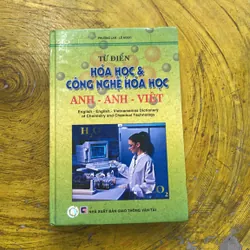 TỪ ĐIỂN
HÓA HỌC &
CÔNG NGHỆ HÓA HỌC
ANH - ANH - VIỆT
English - English - Vietnamese Dictionary
of Chemistry and Chemical Technology
H
O₂
NHÀ XUẤT BẢN GIAO THÔNG VẬN TẢI